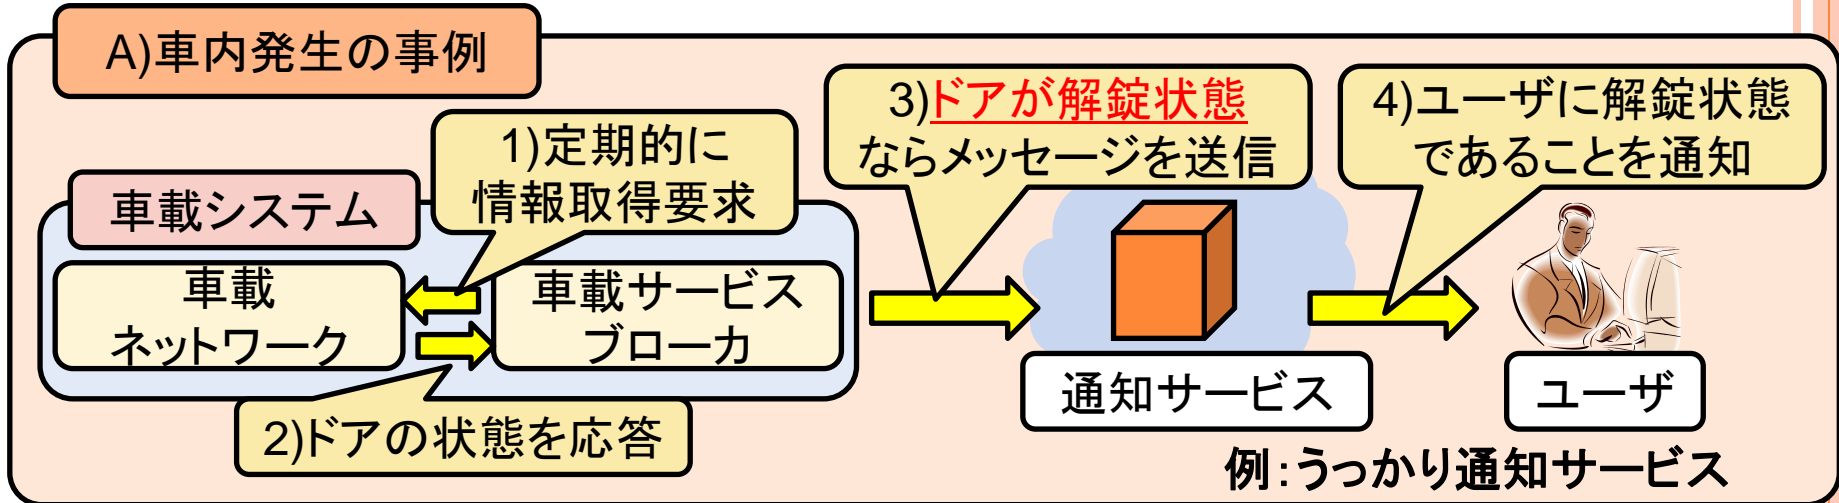 A)車内発生の事例
1)定期的に
情報取得要求
3)ドアが解錠状態
ならメッセージを送信
4)ユーザに解錠状態
であることを通知
車載システム
車載
ネットワーク
車載サービス
ブローカ
2)ドアの状態を応答
通知サービス
ユーザ
例:うっかり通知サービス